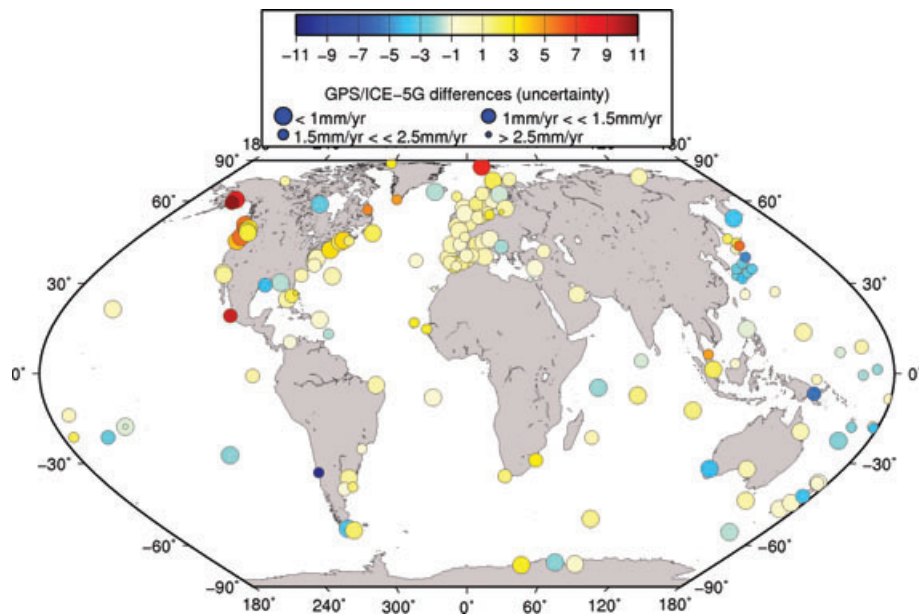 −11 −9 −7 −5 −3 −1 1 3 5 7 9 11
GPS/ICE−5G differences (uncertainty)
< 1mm/yr 1mm/yr << 1.5mm/yr
1.5mm/yr << 2.5mm/yr > 2.5mm/yr
90˚ 90˚
60˚ 60˚
30˚ 30˚
0˚ 0˚
−30˚ −30˚
−60˚ −60˚
−90˚ −90˚
180˚ 240˚ 300˚ 0˚ 60˚ 120˚ 180˚